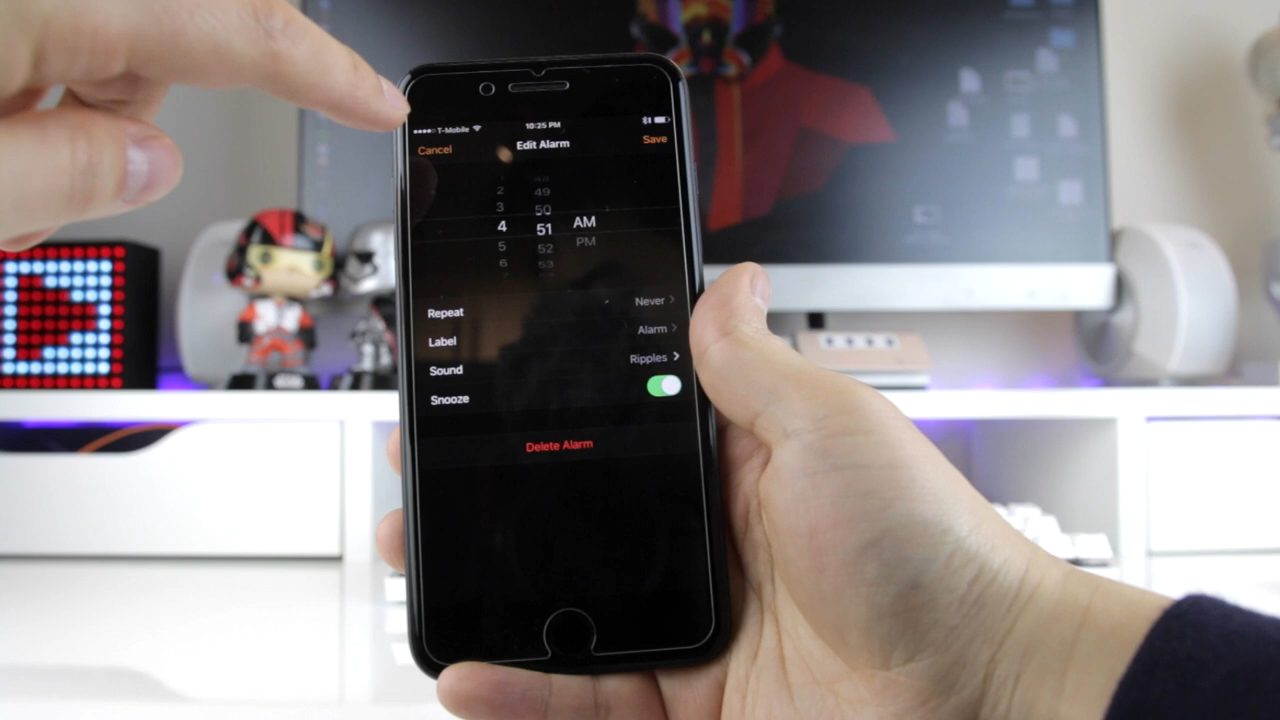 T-Mobile 10:25 PM
Cancel Edit Alarm Save
48
2 49
3 50
4 51 AM
5 52 PM
6 53
Repeat Never
Label Alarm
Sound Ripples
Snooze
Delete Alarm